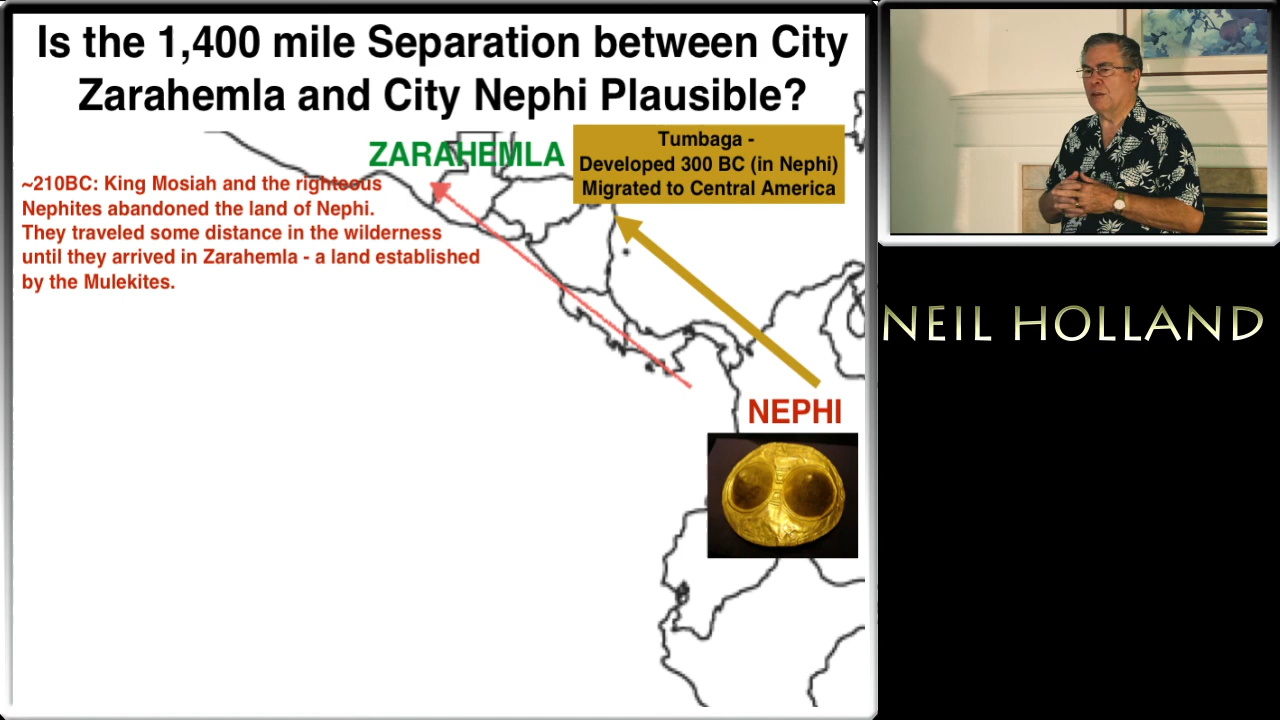 Is the 1,400 mile Separation between City
Zarahemla and City Nephi Plausible?
ZARAHEMLA
Tumbaga -
Developed 300 BC (in Nephi)
Migrated to Central America
~210BC: King Mosiah and the righteous
Nephites abandoned the land of Nephi.
They traveled some distance in the wilderness
until they arrived in Zarahemla - a land established
by the Mulekites.
NEPHI
NEIL HOLLAND